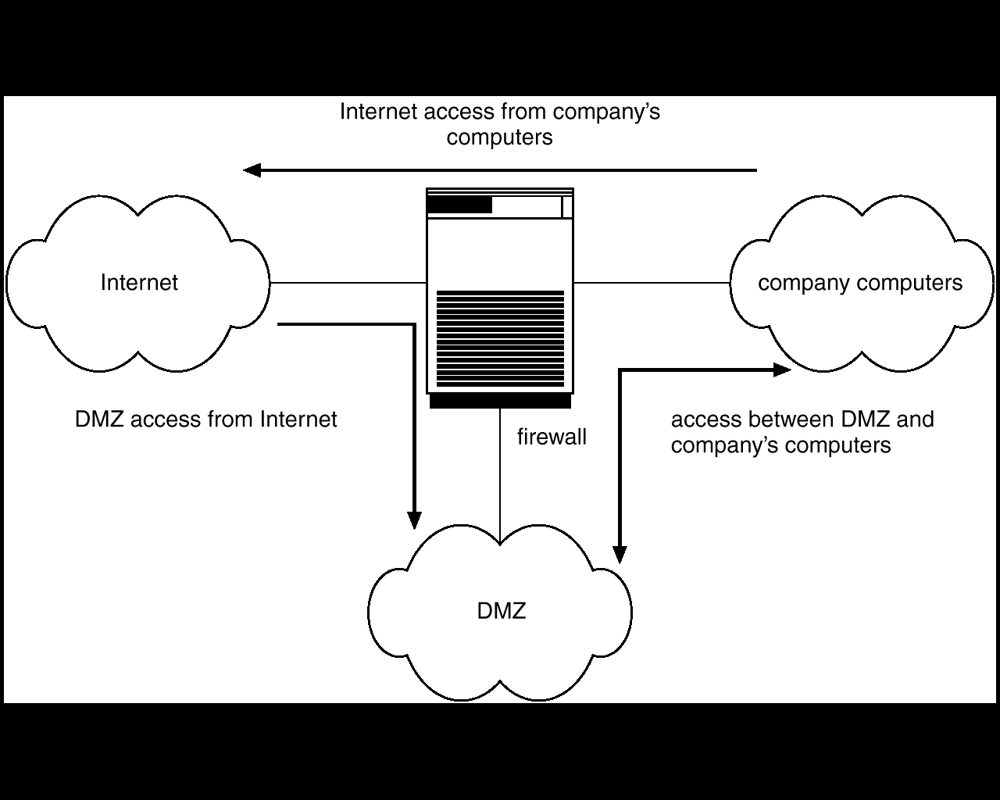 Internet access from company's
computers
Internet
company computers
DMZ access from Internet
firewall
access between DMZ and
company's computers
DMZ